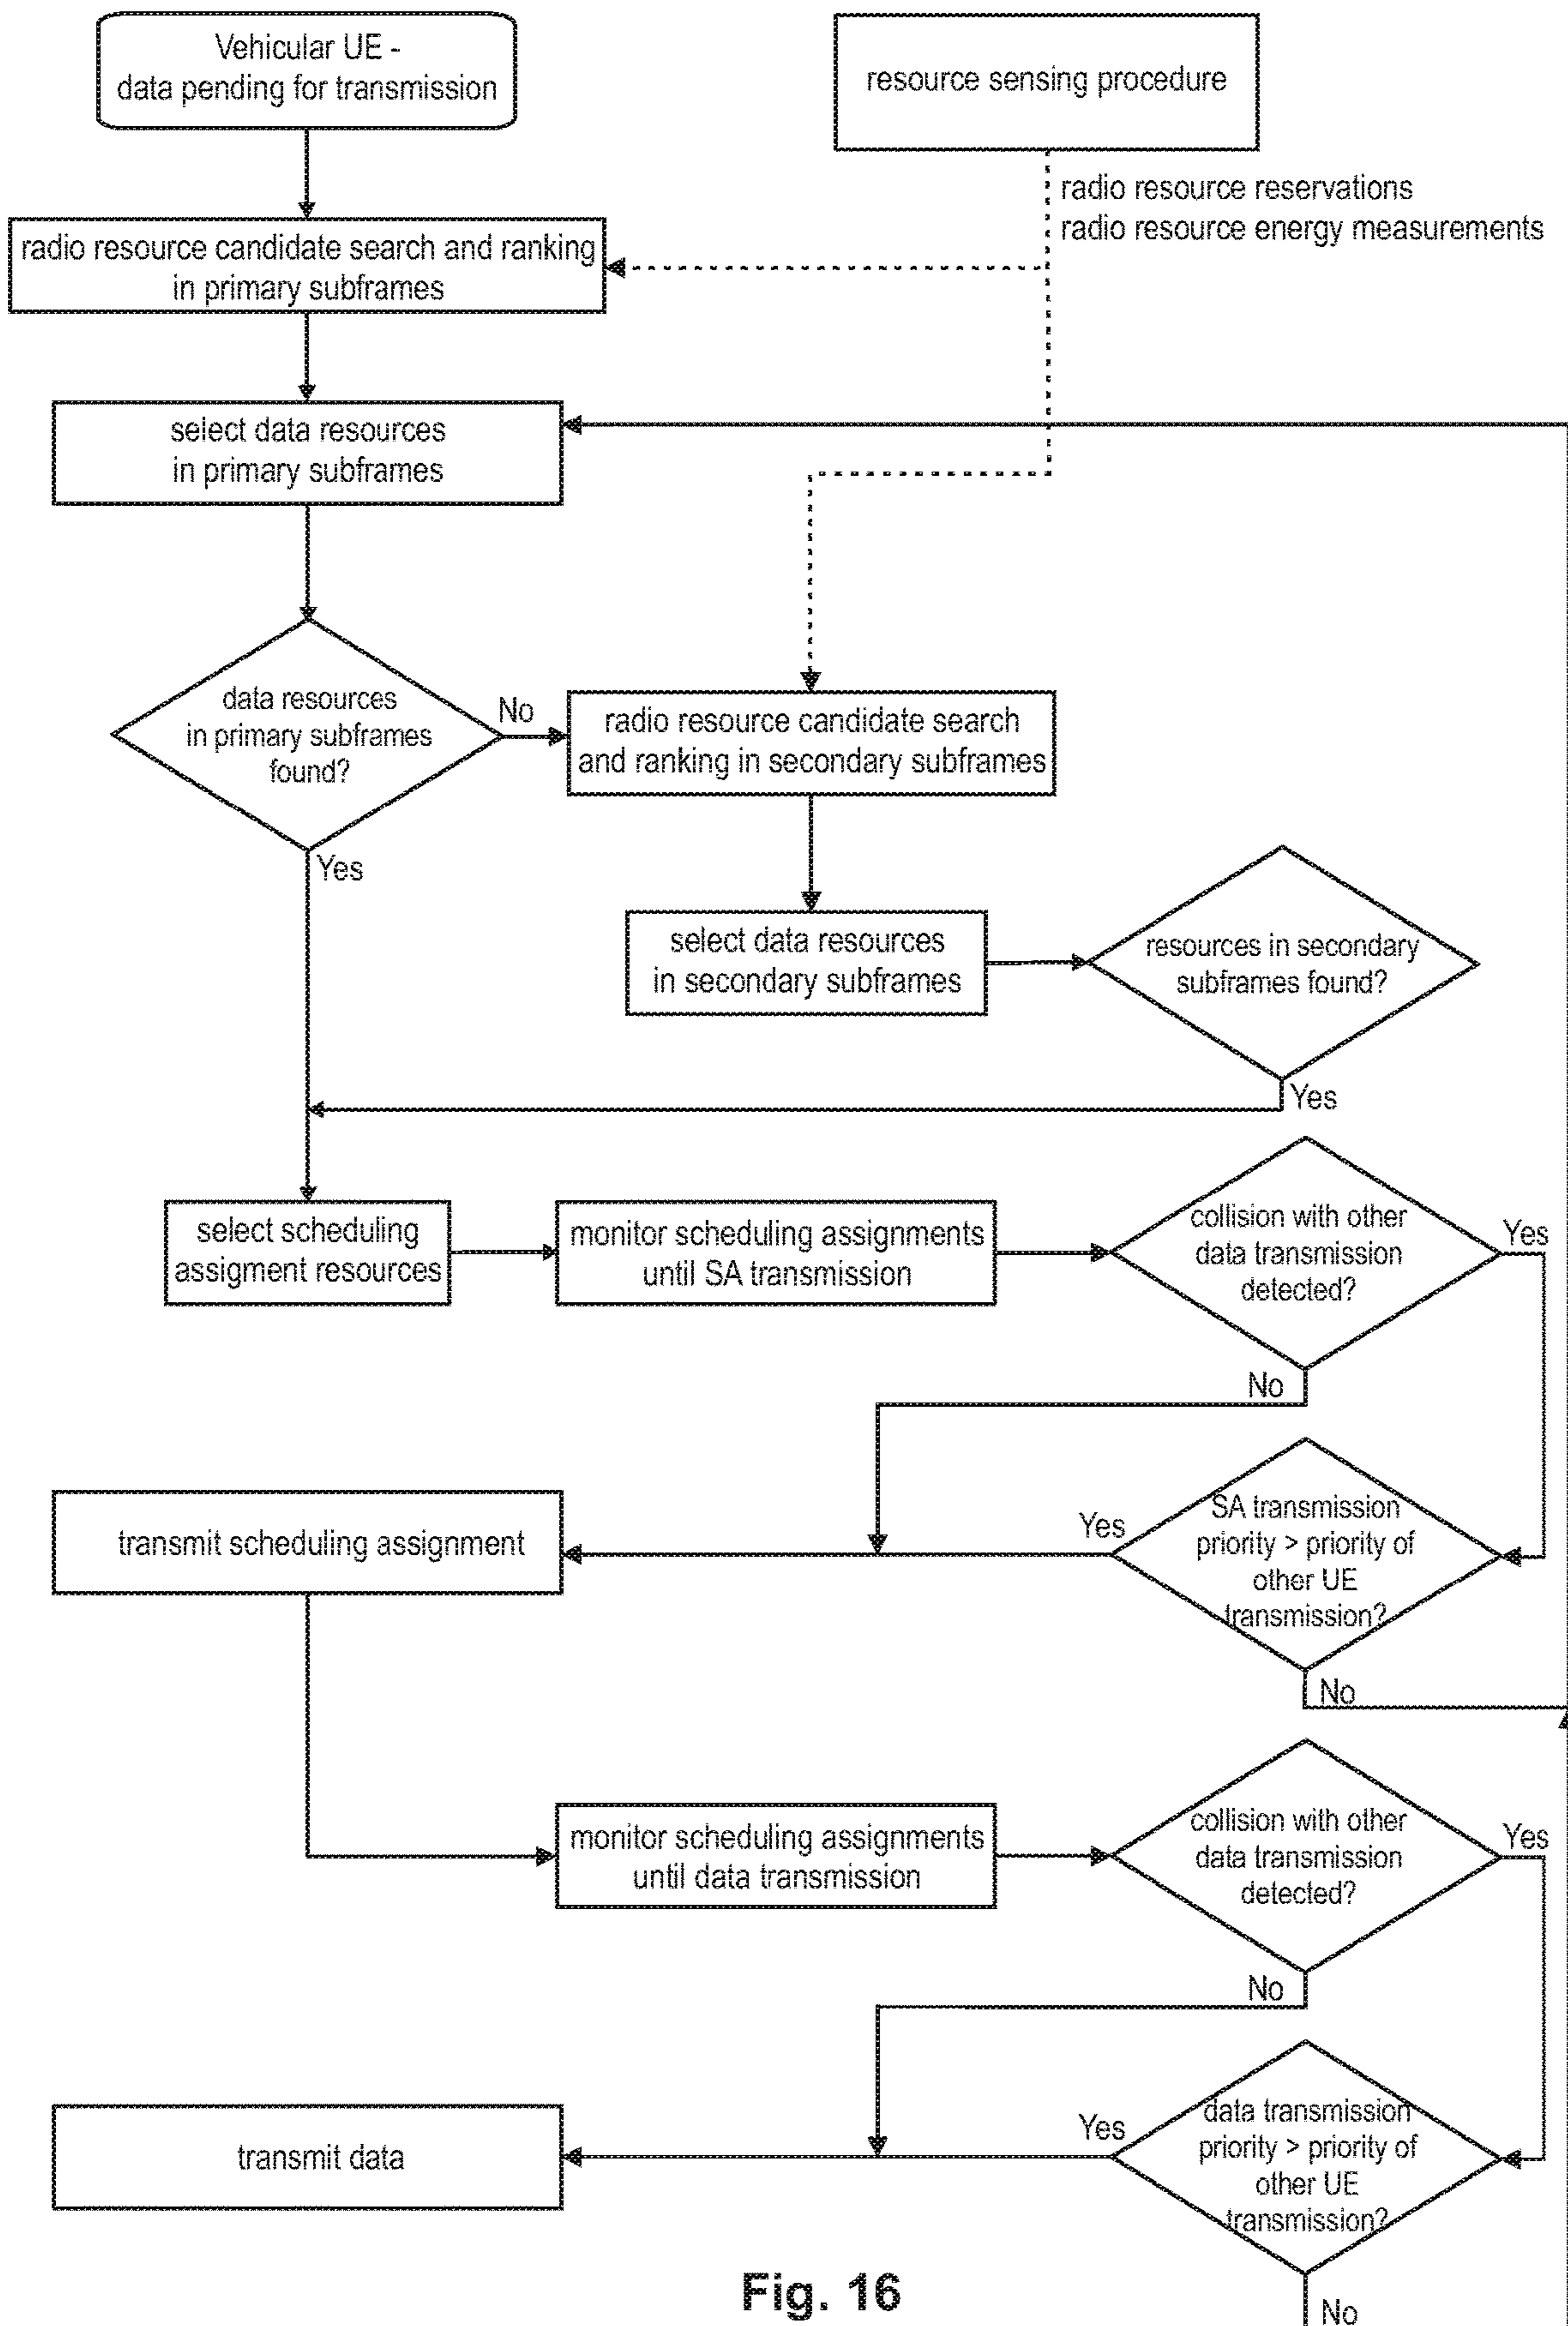 Vehicular UE -
data pending for transmission
resource sensing procedure
radio resource reservations
radio resource energy measurements
radio resource candidate search and ranking
in primary subframes
select data resources
in primary subframes
data resources
in primary subframes
found?
No
Yes
radio resource candidate search
and ranking in secondary subframes
select data resources
in secondary subframes
resources in secondary
subframes found?
Yes
select scheduling
assigment resources
monitor scheduling assignments
until SA transmission
collision with other
data transmission
detected?
Yes
No
SA transmission
priority > priority of
other UE
transmission?
Yes
No
transmit scheduling assignment
monitor scheduling assignments
until data transmission
collision with other
data transmission
detected?
Yes
No
data transmission
priority > priority of
other UE
transmission?
Yes
No
transmit data
Fig. 16